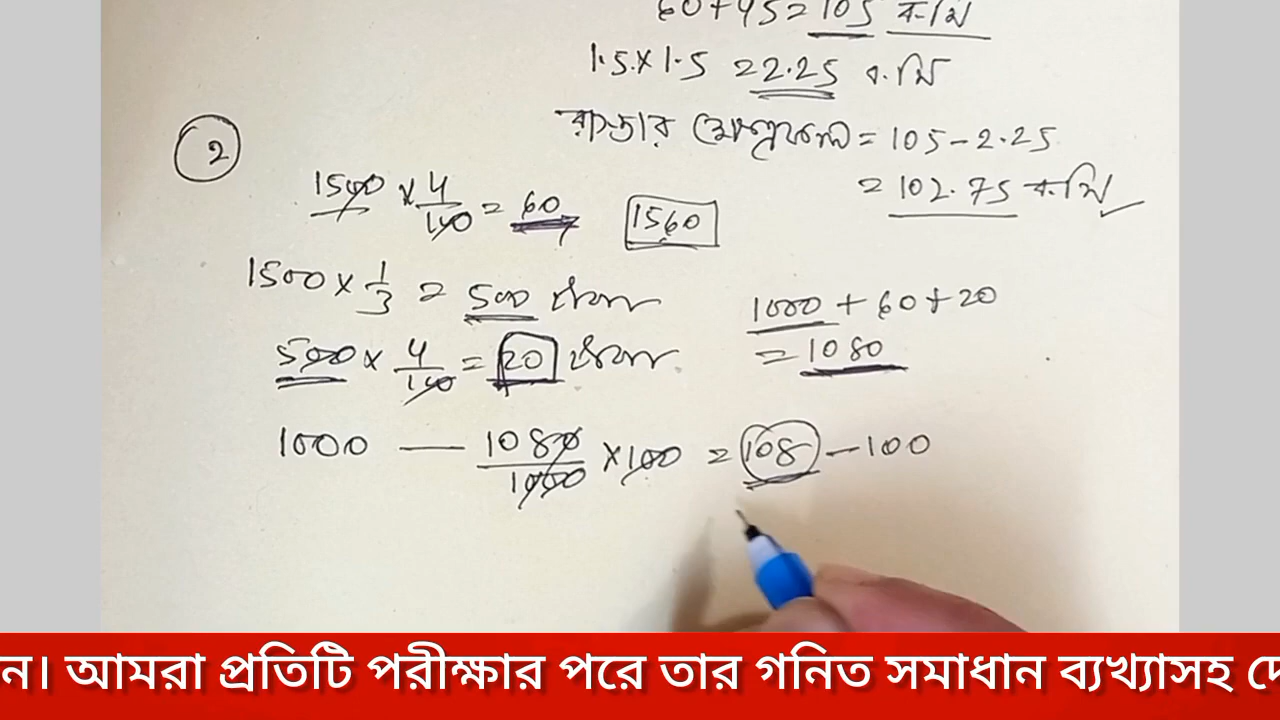 60+45=105 ব.মি
1.5×1.5 =2.25 ব.মি
রাস্তার ক্ষেত্রফল = 105-2.25
= 102.75 ব.মি
2
1500 × 4/100 = 60 1560
1500 × 1/3 = 500
500 × 4/100 = 20
1000 + 60 + 20
= 1080
1000 — 1080/1000 ×100 = 108 - 100
ন। আমরা প্রতিটি পরীক্ষার পরে তার গনিত সমাধান ব্যখ্যাসহ দে